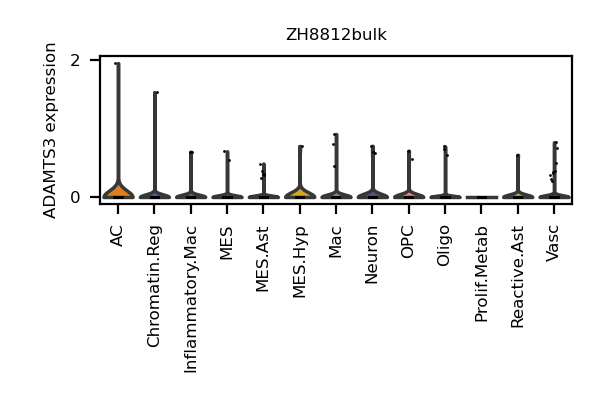 ZH8812bulk
ADAMTS3 expression
2
0
AC
Chromatin.Reg
Inflammatory.Mac
MES
MES.Ast
MES.Hyp
Mac
Neuron
OPC
Oligo
Prolif.Metab
Reactive.Ast
Vasc